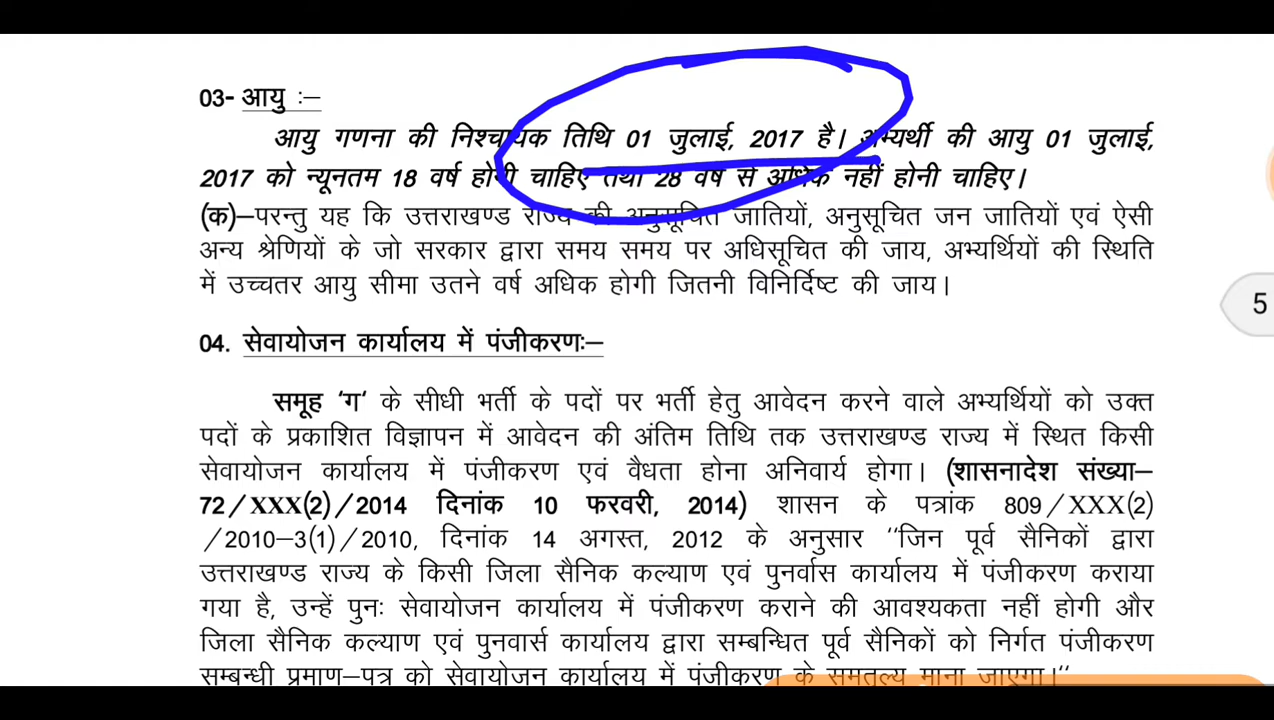 03- आयु :–
आयु गणना की निश्चायक तिथि 01 जुलाई, 2017 है। अभ्यर्थी की आयु 01 जुलाई,
2017 को न्यूनतम 18 वर्ष होनी चाहिए तथा 28 वर्ष से अधिक नहीं होनी चाहिए।
(क)–परन्तु यह कि उत्तराखण्ड राज्य की अनुसूचित जातियों, अनुसूचित जन जातियों एवं ऐसी
अन्य श्रेणियों के जो सरकार द्वारा समय समय पर अधिसूचित की जाय, अभ्यर्थियों की स्थिति
में उच्चतर आयु सीमा उतने वर्ष अधिक होगी जितनी विनिर्दिष्ट की जाय।
5
04. सेवायोजन कार्यालय में पंजीकरणः–
समूह 'ग' के सीधी भर्ती के पदों पर भर्ती हेतु आवेदन करने वाले अभ्यर्थियों को उक्त
पदों के प्रकाशित विज्ञापन में आवेदन की अंतिम तिथि तक उत्तराखण्ड राज्य में स्थित किसी
सेवायोजन कार्यालय में पंजीकरण एवं वैधता होना अनिवार्य होगा। (शासनादेश संख्या–
72/XXX(2)/2014 दिनांक 10 फरवरी, 2014) शासन के पत्रांक 809/XXX(2)
/2010–3(1)/2010, दिनांक 14 अगस्त, 2012 के अनुसार ''जिन पूर्व सैनिकों द्वारा
उत्तराखण्ड राज्य के किसी जिला सैनिक कल्याण एवं पुनर्वास कार्यालय में पंजीकरण कराया
गया है, उन्हें पुनः सेवायोजन कार्यालय में पंजीकरण कराने की आवश्यकता नहीं होगी और
जिला सैनिक कल्याण एवं पुनवार्स कार्यालय द्वारा सम्बन्धित पूर्व सैनिकों को निर्गत पंजीकरण
सम्बन्धी प्रमाण–पत्र को सेवायोजन कार्यालय में पंजीकरण के समतुल्य माना जाएगा।''